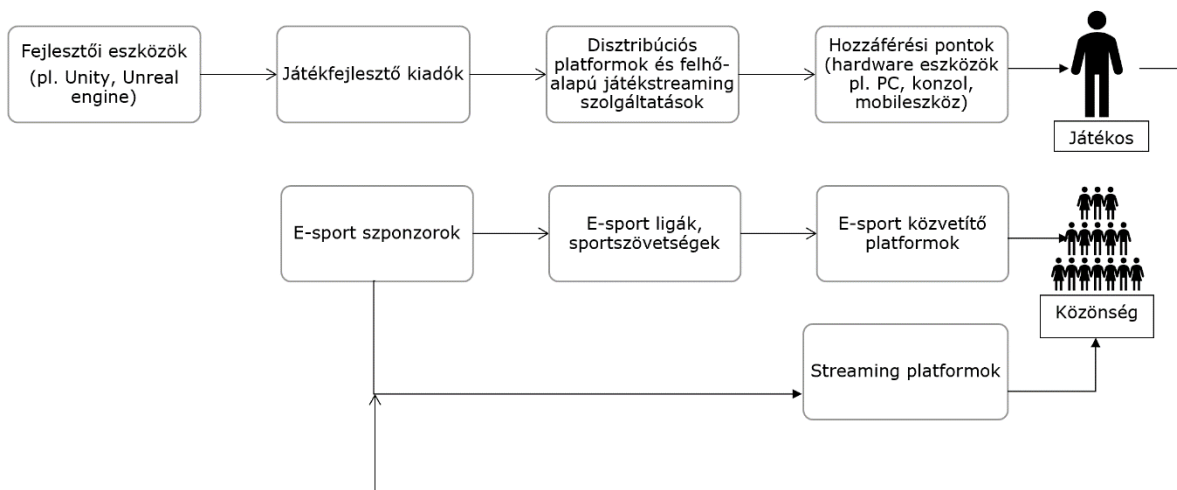 Fejlesztői eszközök
(pl. Unity, Unreal
engine)
Játékfejlesztő kiadók
Disztribúciós
platformok és felhő-
alapú játékstreaming
szolgáltatások
Hozzáférési pontok
(hardware eszközök
pl. PC, konzol,
mobileszköz)
Játékos
E-sport szponzorok
E-sport ligák,
sportszövetségek
E-sport közvetítő
platformok
Közönség
Streaming platformok